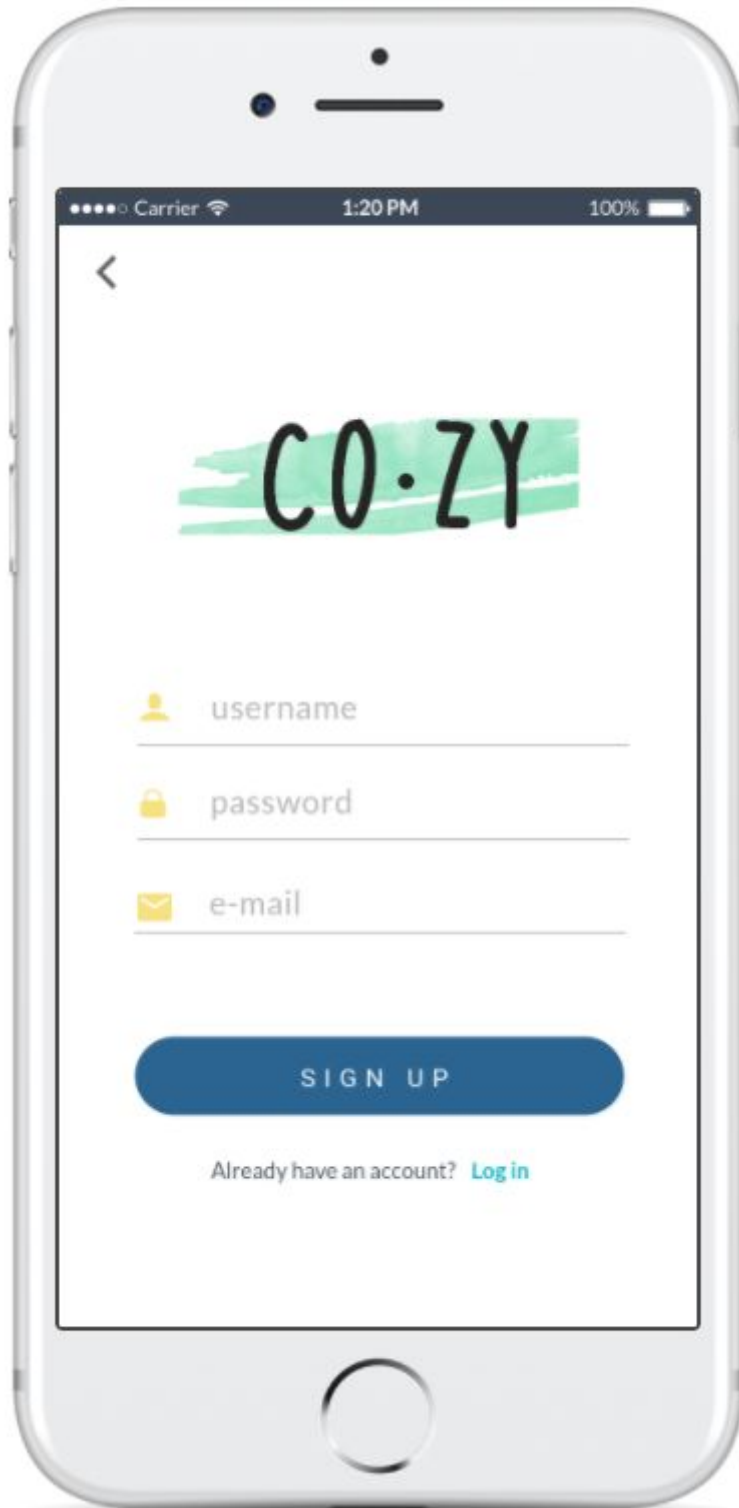 Carrier 1:20 PM 100%
CO·ZY
username
password
e-mail
SIGN UP
Already have an account? Log in